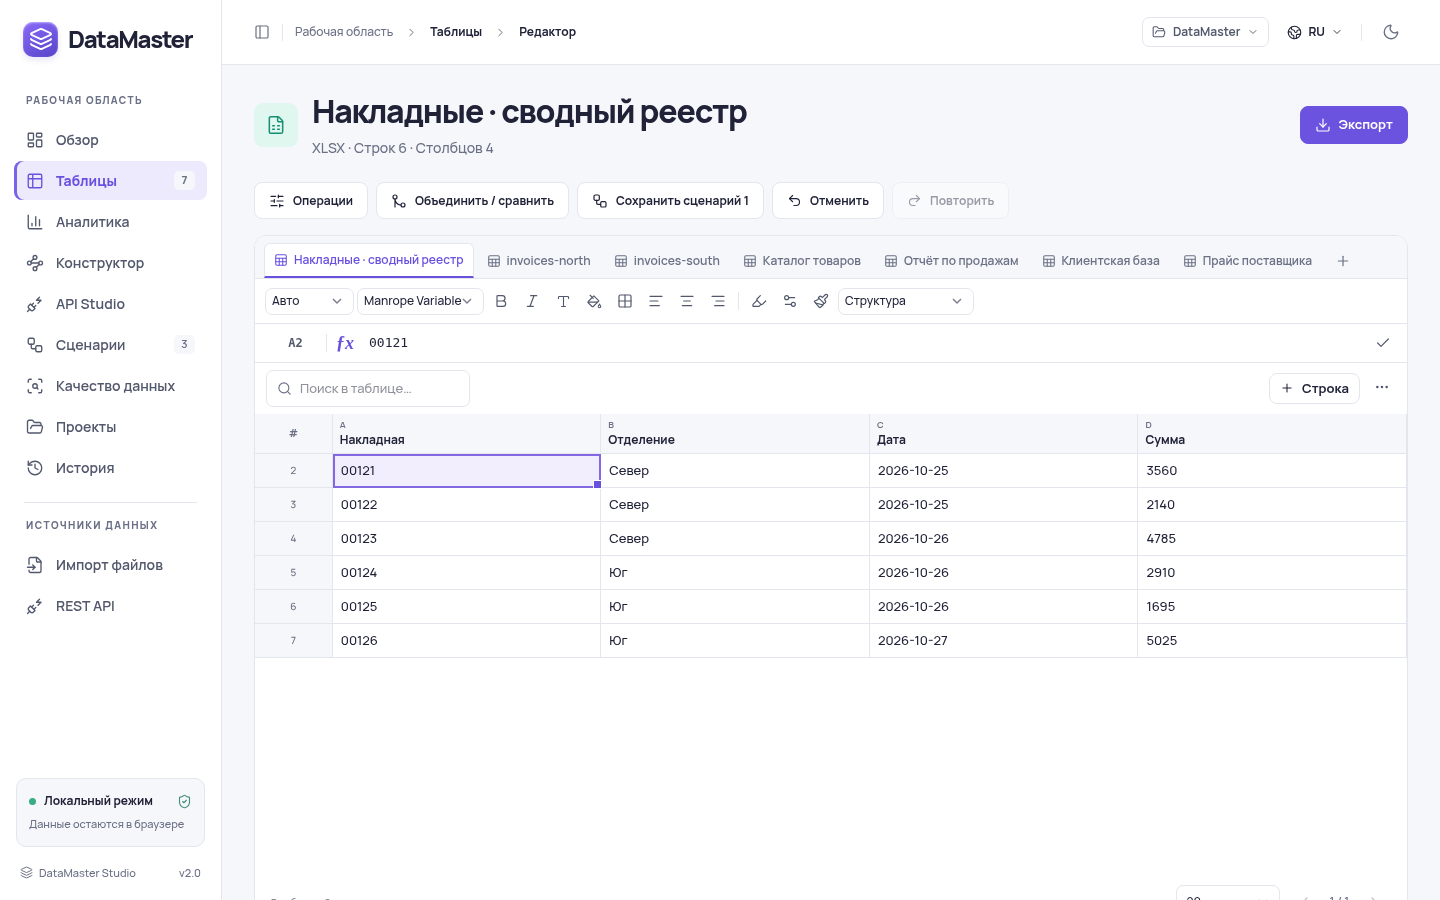 DataMaster
РАБОЧАЯ ОБЛАСТЬ
Обзор
Таблицы 7
Аналитика
Конструктор
API Studio
Сценарии 3
Качество данных
Проекты
История
ИСТОЧНИКИ ДАННЫХ
Импорт файлов
REST API
Локальный режим
Данные остаются в браузере
DataMaster Studio v2.0
Рабочая область > Таблицы > Редактор
DataMaster RU
Накладные · сводный реестр
XLSX · Строк 6 · Столбцов 4
Экспорт
Операции Объединить / сравнить Сохранить сценарий 1 Отменить Повторить
Накладные · сводный реестр invoices-north invoices-south Каталог товаров Отчёт по продажам Клиентская база Прайс поставщика +
Авто Manrope Variable B I T Структура
A2 ƒx 00121
Поиск в таблице... + Строка ...
# A B C D
Накладная Отделение Дата Сумма
2 00121 Север 2026-10-25 3560
3 00122 Север 2026-10-25 2140
4 00123 Север 2026-10-26 4785
5 00124 Юг 2026-10-26 2910
6 00125 Юг 2026-10-26 1695
7 00126 Юг 2026-10-27 5025